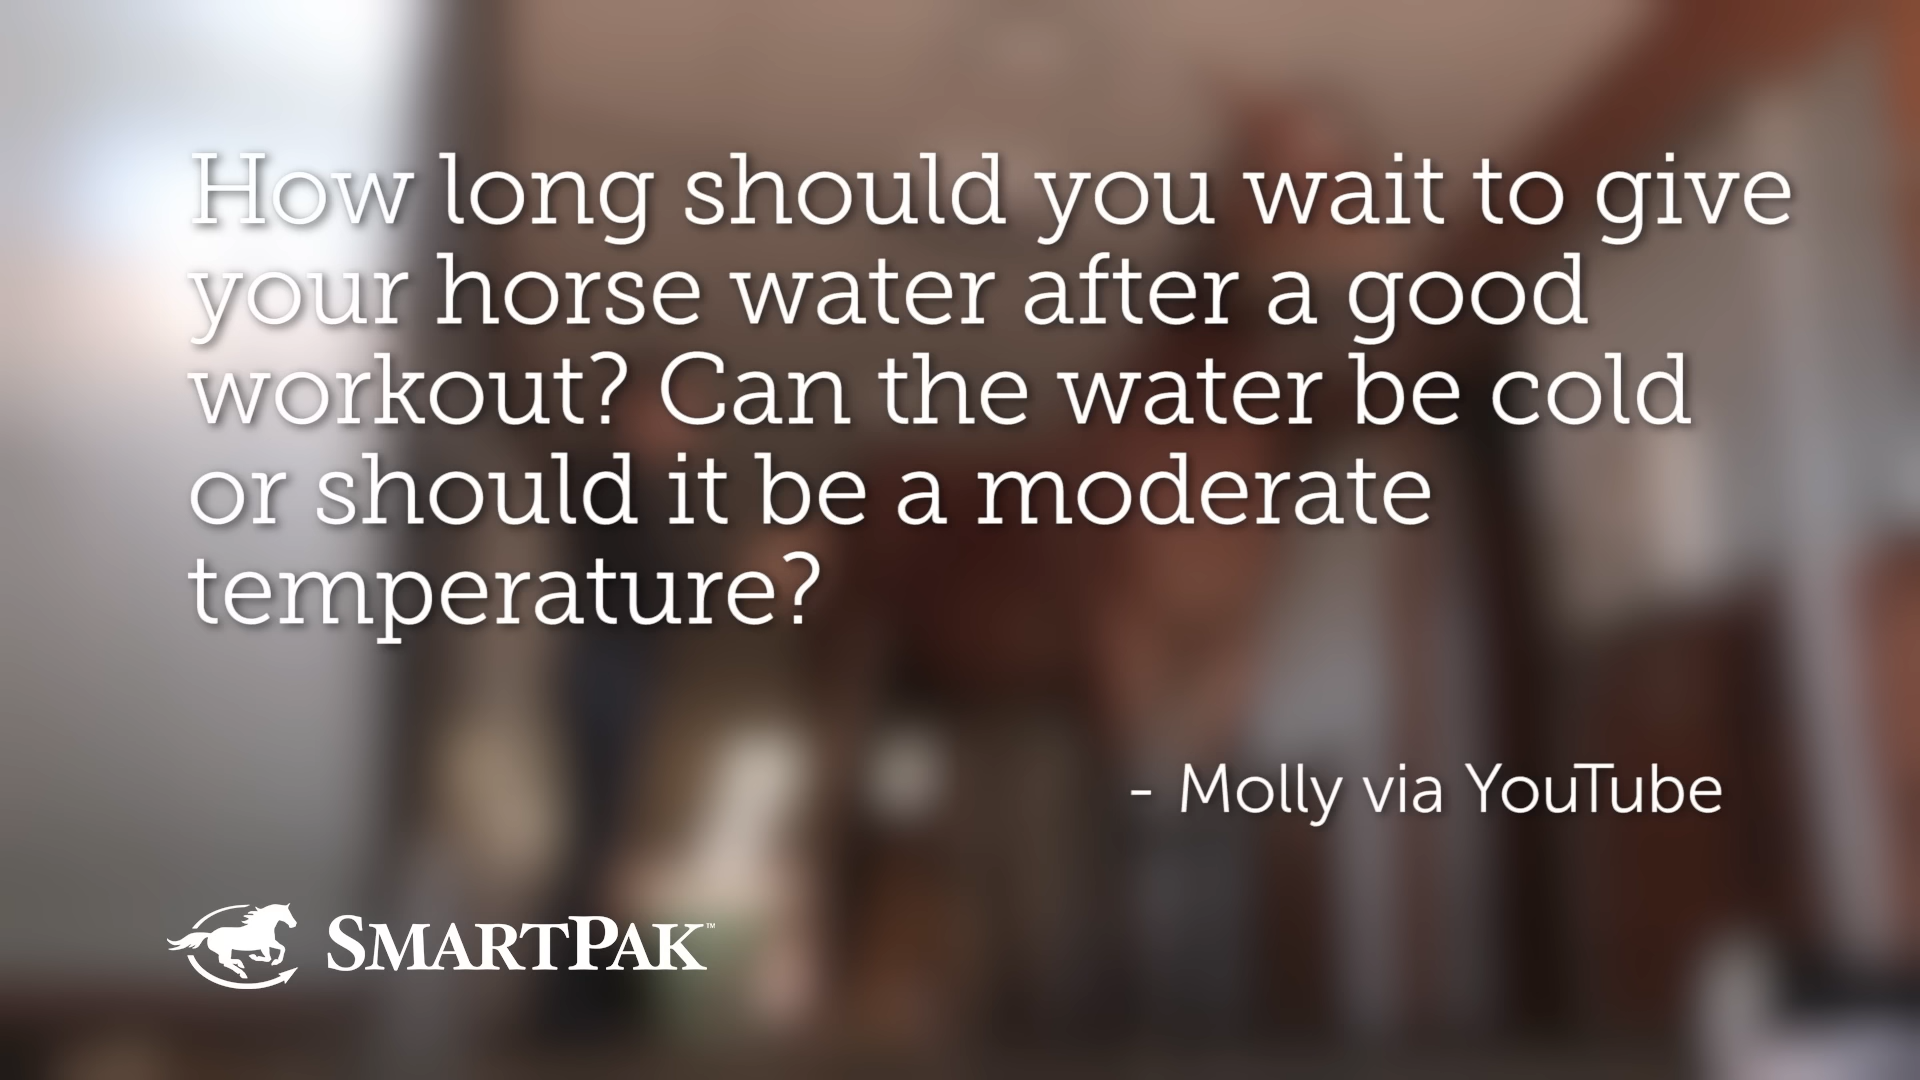 How long should you wait to give
your horse water after a good
workout? Can the water be cold
or should it be a moderate
temperature?
- Molly via YouTube
SMARTPAK™